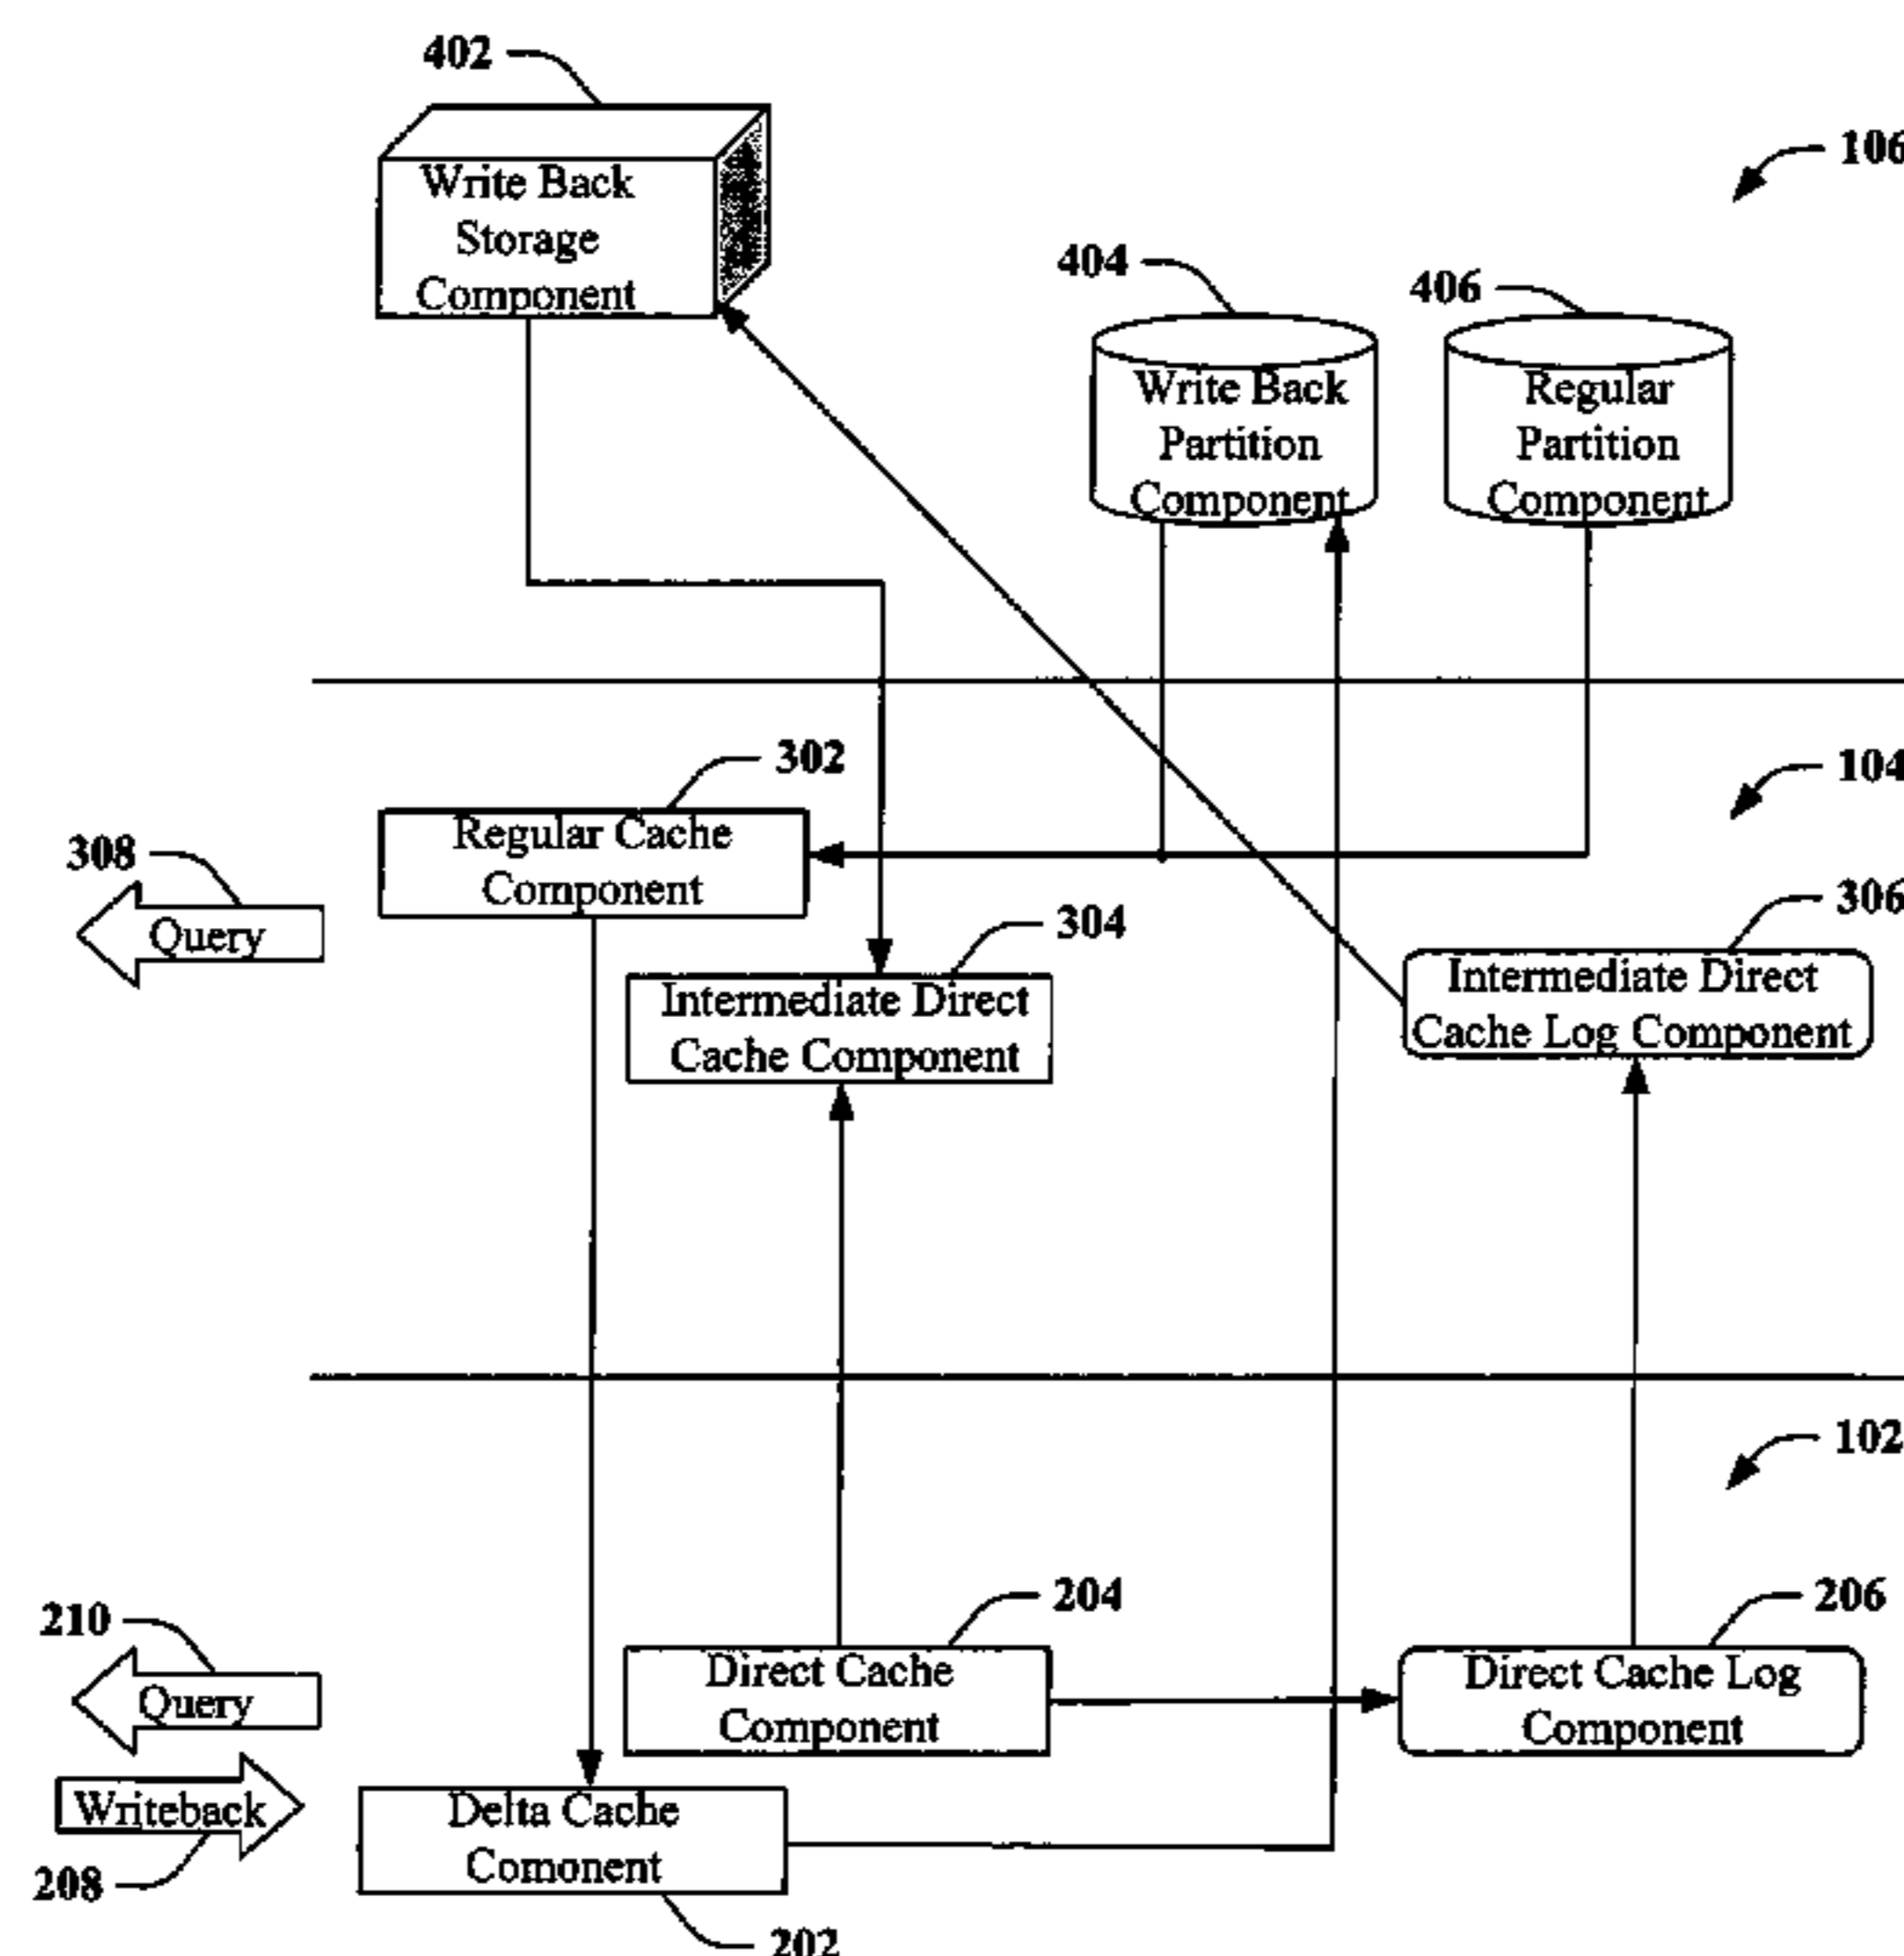 402
106
Write Back
Storage
Component
404
406
Write Back
Partition
Component
Regular
Partition
Component
302
104
Regular Cache
Component
308
Query
304
306
Intermediate Direct
Cache Component
Intermediate Direct
Cache Log Component
102
204
206
210
Query
Direct Cache
Component
Direct Cache Log
Component
Writeback
208
Delta Cache
Comonent
202